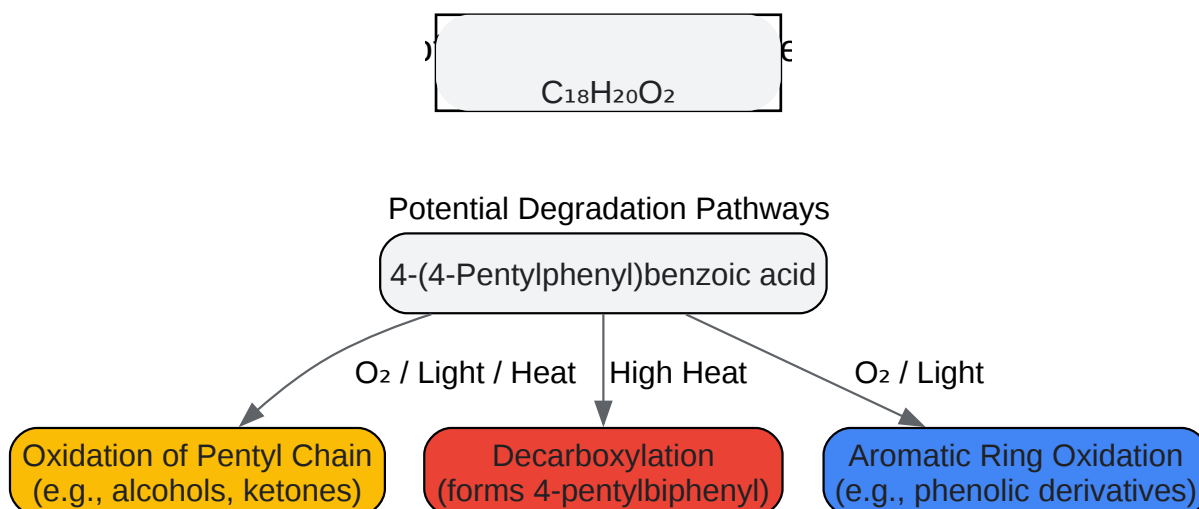 C₁₈H₂₀O₂
Potential Degradation Pathways
4-(4-Pentylphenyl)benzoic acid
O₂ / Light / Heat
High Heat
O₂ / Light
Oxidation of Pentyl Chain
(e.g., alcohols, ketones)
Decarboxylation
(forms 4-pentylbiphenyl)
Aromatic Ring Oxidation
(e.g., phenolic derivatives)